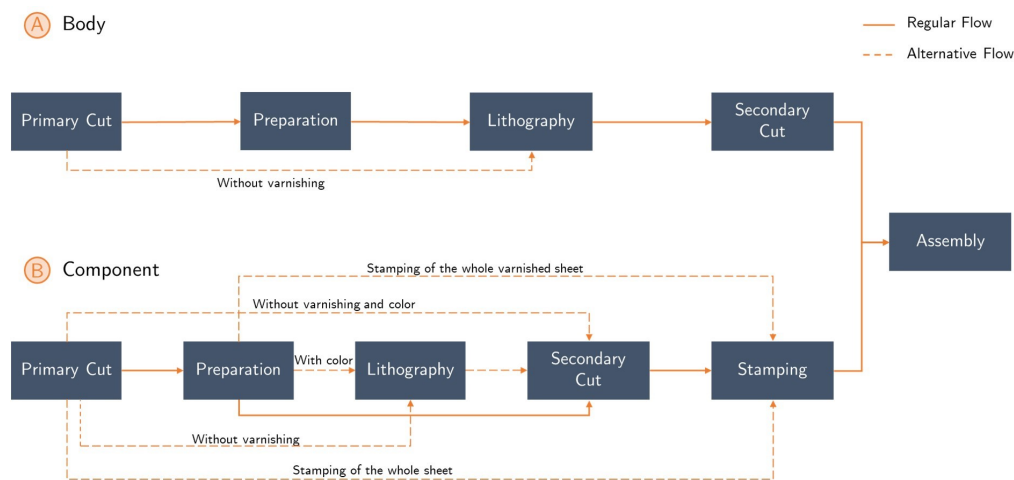 A Body
Regular Flow
Alternative Flow
Primary Cut
Preparation
Lithography
Secondary
Cut
Without varnishing
Assembly
B Component
Stamping of the whole varnished sheet
Without varnishing and color
Primary Cut
Preparation
With color
Lithography
Secondary
Cut
Stamping
Without varnishing
Stamping of the whole sheet